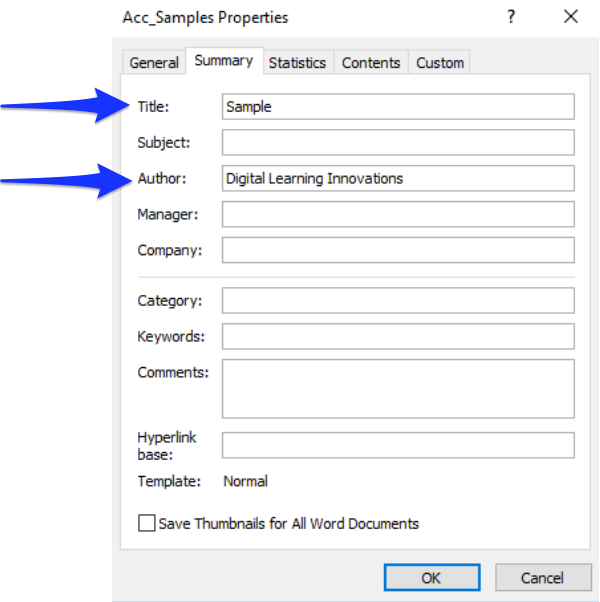 Acc_Samples Properties ?
General Summary Statistics Contents Custom
Title: Sample
Subject:
Author: Digital Learning Innovations
Manager:
Company:
Category:
Keywords:
Comments:
Hyperlink
base:
Template: Normal
Save Thumbnails for All Word Documents
OK Cancel